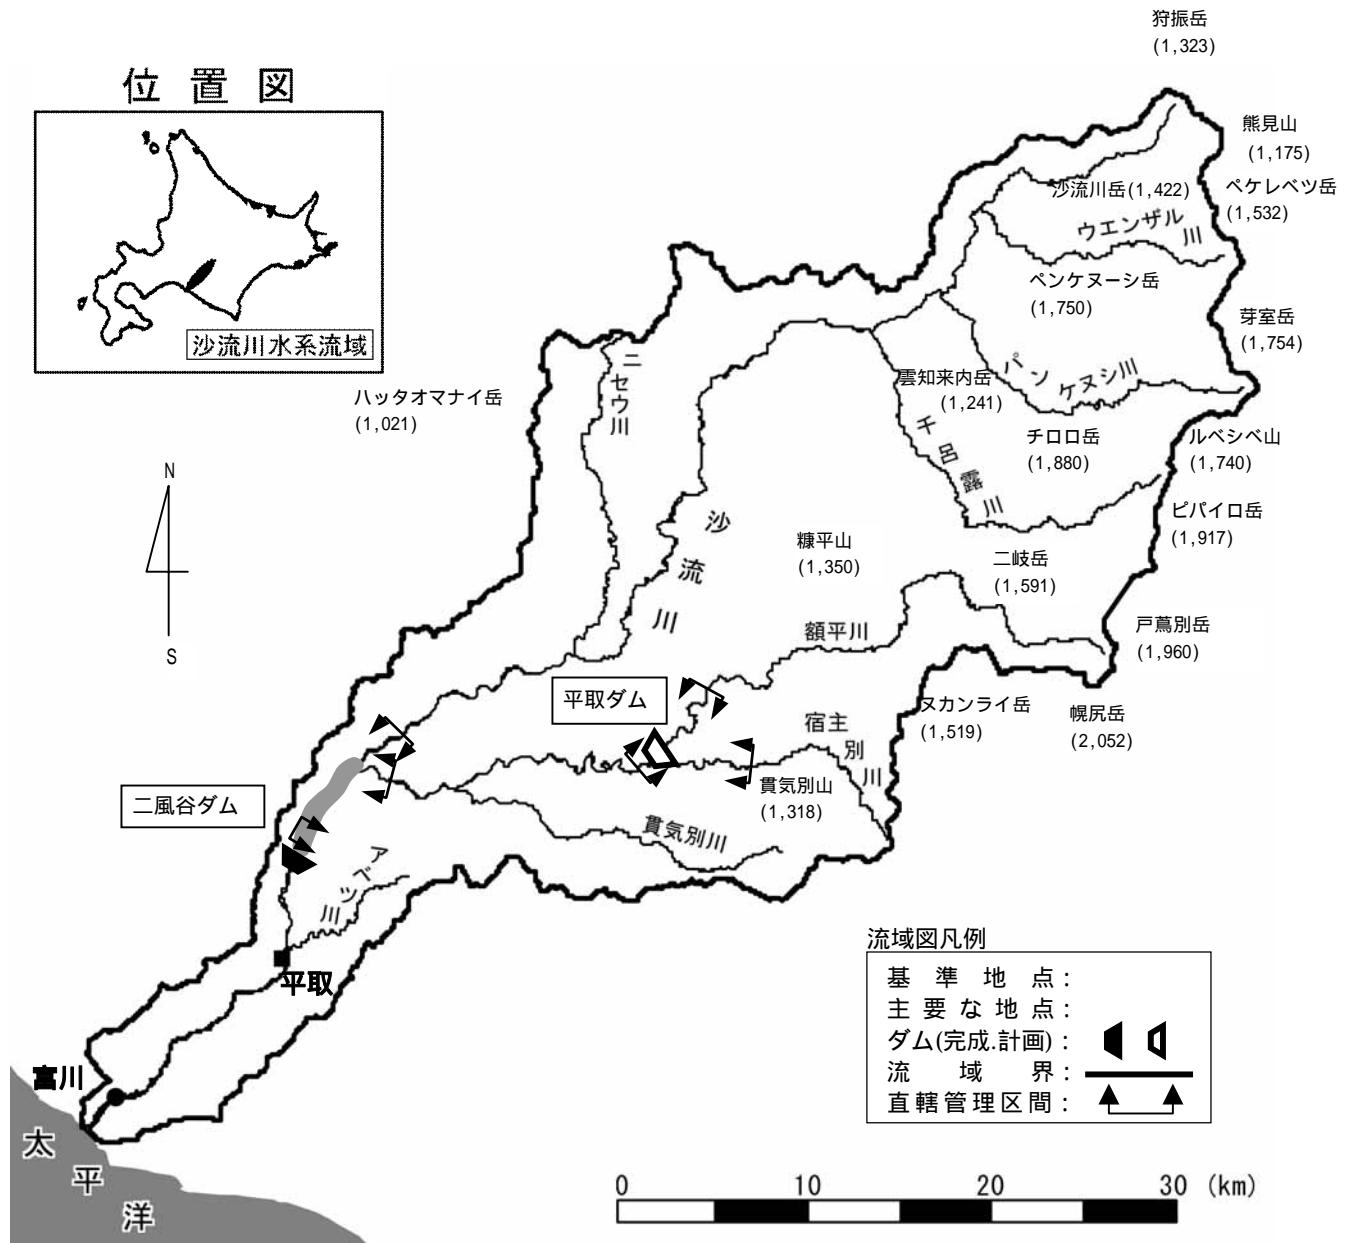 位置図
沙流川水系流域
狩振岳
(1,323)
熊見山
(1,175)
沙流川岳(1,422)
ペケレベツ岳
(1,532)
ウエンザル川
ペンケヌーシ岳
(1,750)
芽室岳
(1,754)
ニセウ川
ハッタオマナイ岳
(1,021)
雲知来内岳
(1,241)
パンケヌシ川
千呂露川
チロロ岳
(1,880)
ルベシベ山
(1,740)
ピパイロ岳
(1,917)
N
S
沙流川
糠平山
(1,350)
二岐岳
(1,591)
額平川
戸蔦別岳
(1,960)
平取ダム
ヌカンライ岳
(1,519)
幌尻岳
(2,052)
宿主別川
二風谷ダム
貫気別山
(1,318)
貫気別川
アベツ川
平取
富川
太平洋
流域図凡例
基準地点:
主要な地点:
ダム(完成.計画):
流域界:
直轄管理区間:
0 10 20 30 (km)